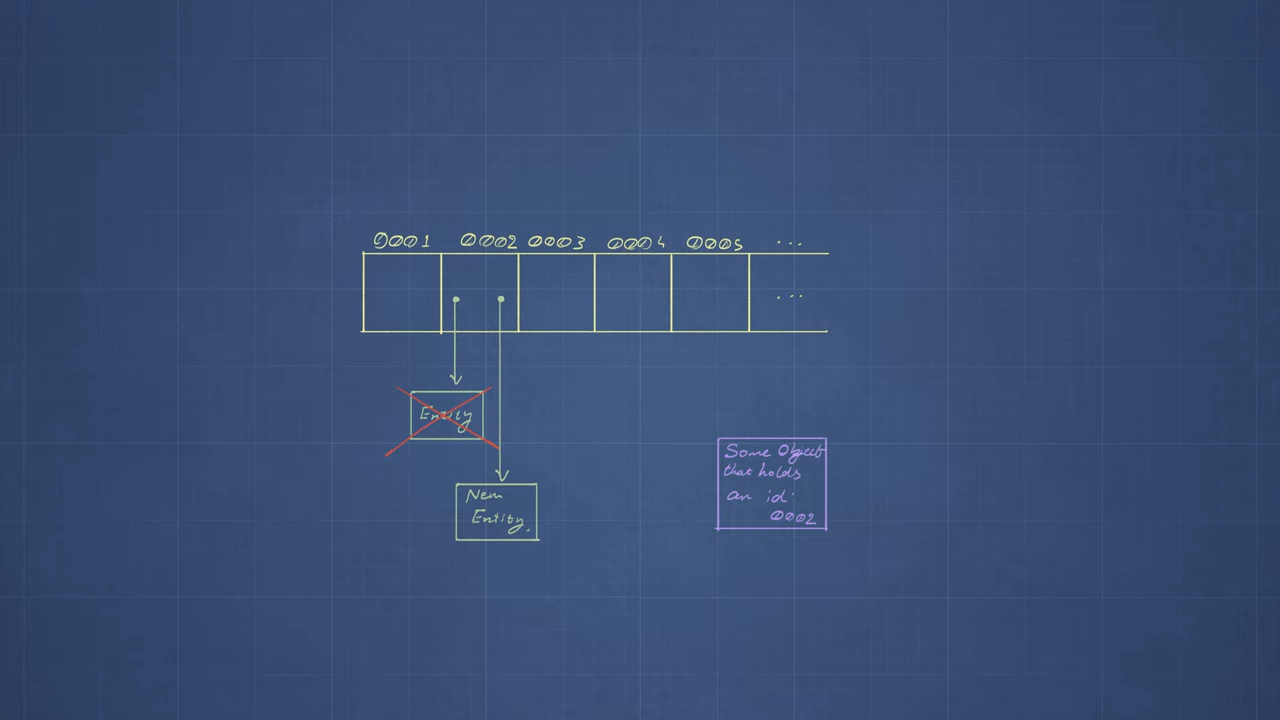 0001 0002 0003 0004 0005 ...
...
Entity
New
Entity.
Some Object
that holds
an id:
0002